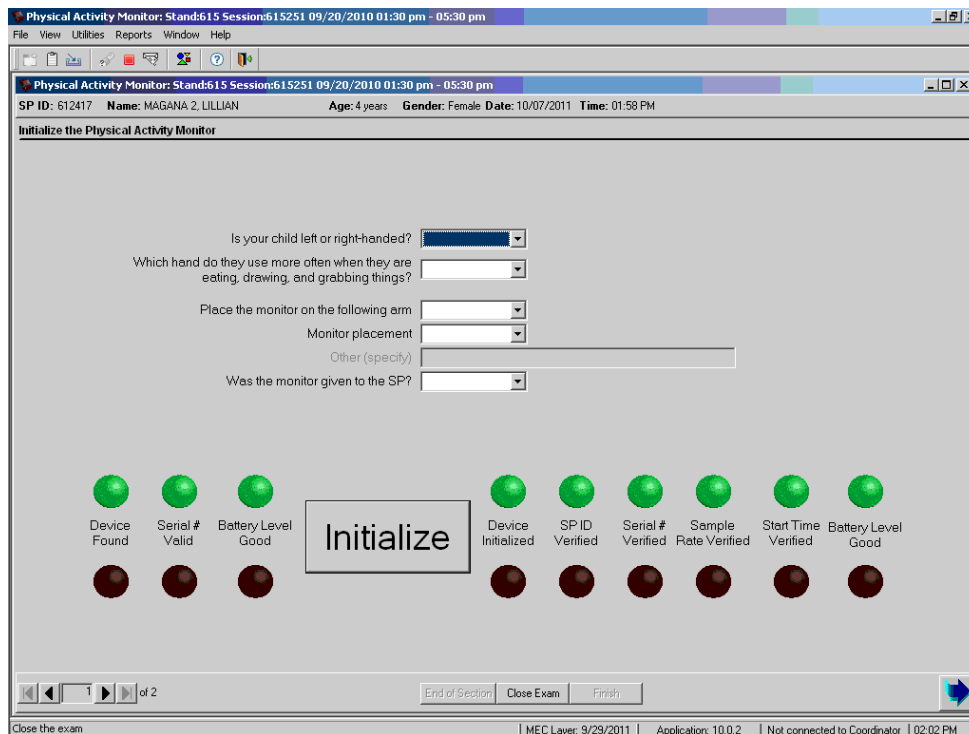 Physical Activity Monitor: Stand:615 Session:615251 09/20/2010 01:30 pm - 05:30 pm
File View Utilities Reports Window Help
Physical Activity Monitor: Stand:615 Session:615251 09/20/2010 01:30 pm - 05:30 pm
SP ID: 612417 Name: MAGANA 2, LILLIAN Age: 4 years Gender: Female Date: 10/07/2011 Time: 01:58 PM
Initialize the Physical Activity Monitor
Is your child left or right-handed?
Which hand do they use more often when they are
eating, drawing, and grabbing things?
Place the monitor on the following arm
Monitor placement
Other (specify)
Was the monitor given to the SP?
Device Found
Serial # Valid
Battery Level Good
Initialize
Device Initialized
SP ID Verified
Serial # Verified
Sample Rate Verified
Start Time Verified
Battery Level Good
1 of 2
End of Section Close Exam Finish
Close the exam MEC Layer: 9/29/2011 Application: 10.0.2 Not connected to Coordinator 02:02 PM